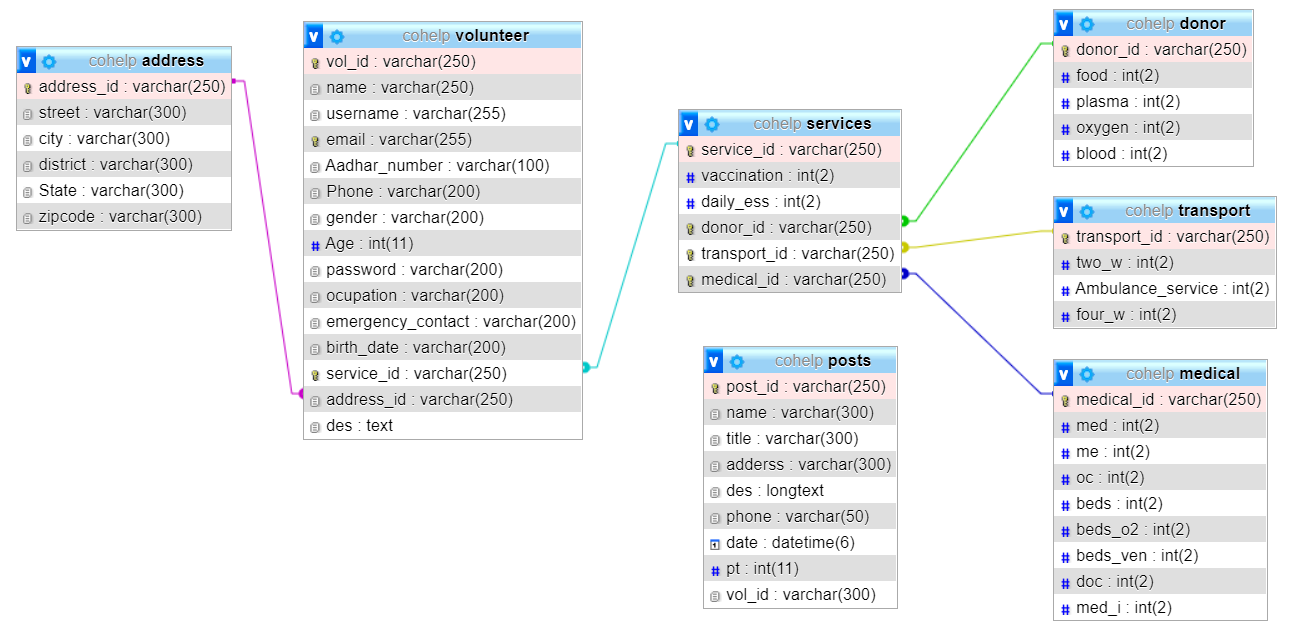 cohelp address
address_id : varchar(250)
street : varchar(300)
city : varchar(300)
district : varchar(300)
State : varchar(300)
zipcode : varchar(300)
cohelp volunteer
vol_id : varchar(250)
name : varchar(250)
username : varchar(255)
email : varchar(255)
Aadhar_number : varchar(100)
Phone : varchar(200)
gender : varchar(200)
Age : int(11)
password : varchar(200)
ocupation : varchar(200)
emergency_contact : varchar(200)
birth_date : varchar(200)
service_id : varchar(250)
address_id : varchar(250)
des : text
cohelp services
service_id : varchar(250)
vaccination : int(2)
daily_ess : int(2)
donor_id : varchar(250)
transport_id : varchar(250)
medical_id : varchar(250)
cohelp posts
post_id : varchar(250)
name : varchar(300)
title : varchar(300)
adderss : varchar(300)
des : longtext
phone : varchar(50)
date : datetime(6)
pt : int(11)
vol_id : varchar(300)
cohelp donor
donor_id : varchar(250)
food : int(2)
plasma : int(2)
oxygen : int(2)
blood : int(2)
cohelp transport
transport_id : varchar(250)
two_w : int(2)
Ambulance_service : int(2)
four_w : int(2)
cohelp medical
medical_id : varchar(250)
med : int(2)
me : int(2)
oc : int(2)
beds : int(2)
beds_o2 : int(2)
beds_ven : int(2)
doc : int(2)
med_i : int(2)